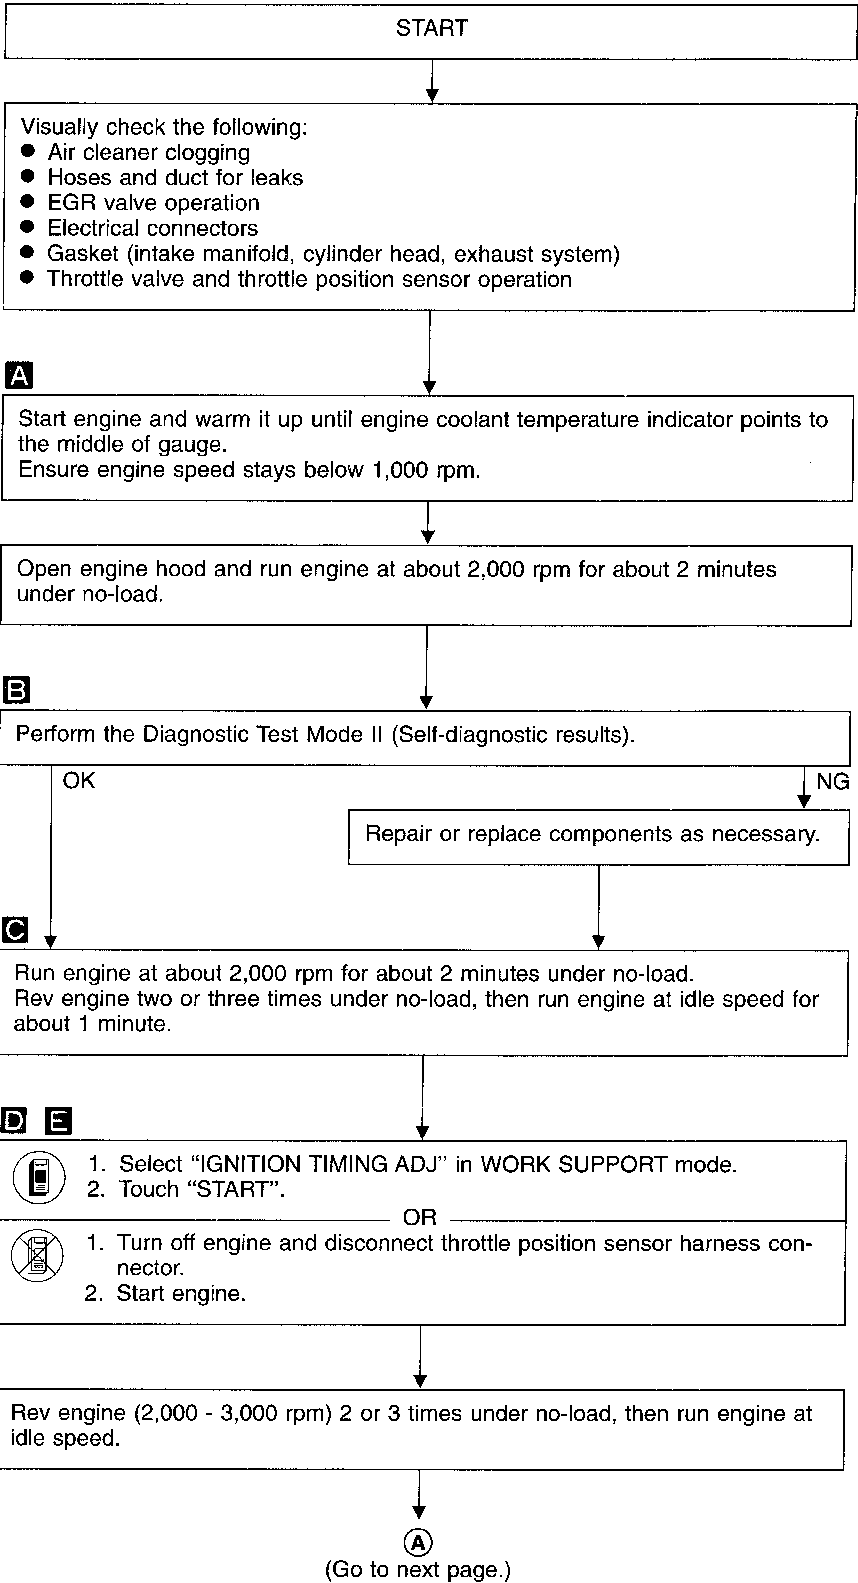 START
Visually check the following:
● Air cleaner clogging
● Hoses and duct for leaks
● EGR valve operation
● Electrical connectors
● Gasket (intake manifold, cylinder head, exhaust system)
● Throttle valve and throttle position sensor operation
A
Start engine and warm it up until engine coolant temperature indicator points to
the middle of gauge.
Ensure engine speed stays below 1,000 rpm.
Open engine hood and run engine at about 2,000 rpm for about 2 minutes
under no-load.
B
Perform the Diagnostic Test Mode II (Self-diagnostic results).
OK
NG
Repair or replace components as necessary.
C
Run engine at about 2,000 rpm for about 2 minutes under no-load.
Rev engine two or three times under no-load, then run engine at idle speed for
about 1 minute.
D E
1. Select “IGNITION TIMING ADJ” in WORK SUPPORT mode.
2. Touch “START”.
OR
1. Turn off engine and disconnect throttle position sensor harness con-
nector.
2. Start engine.
Rev engine (2,000 - 3,000 rpm) 2 or 3 times under no-load, then run engine at
idle speed.
A
(Go to next page.)